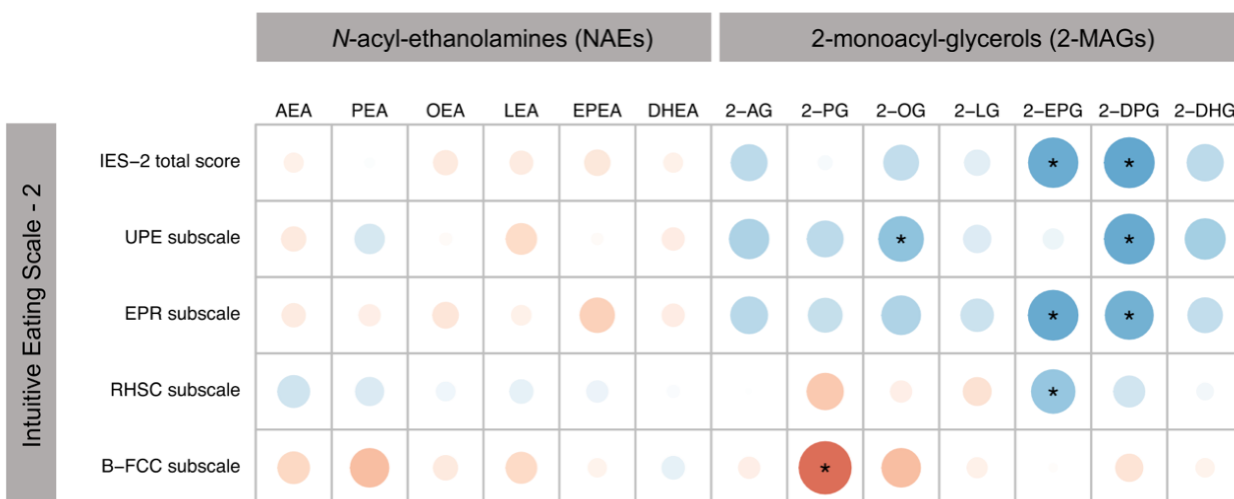 N-acyl-ethanolamines (NAEs) 2-monoacyl-glycerols (2-MAGs)
AEA PEA OEA LEA EPEA DHEA 2−AG 2−PG 2−OG 2−LG 2−EPG 2−DPG 2−DHG
Intuitive Eating Scale - 2
IES−2 total score * *
UPE subscale * *
EPR subscale * *
RHSC subscale *
B−FCC subscale *